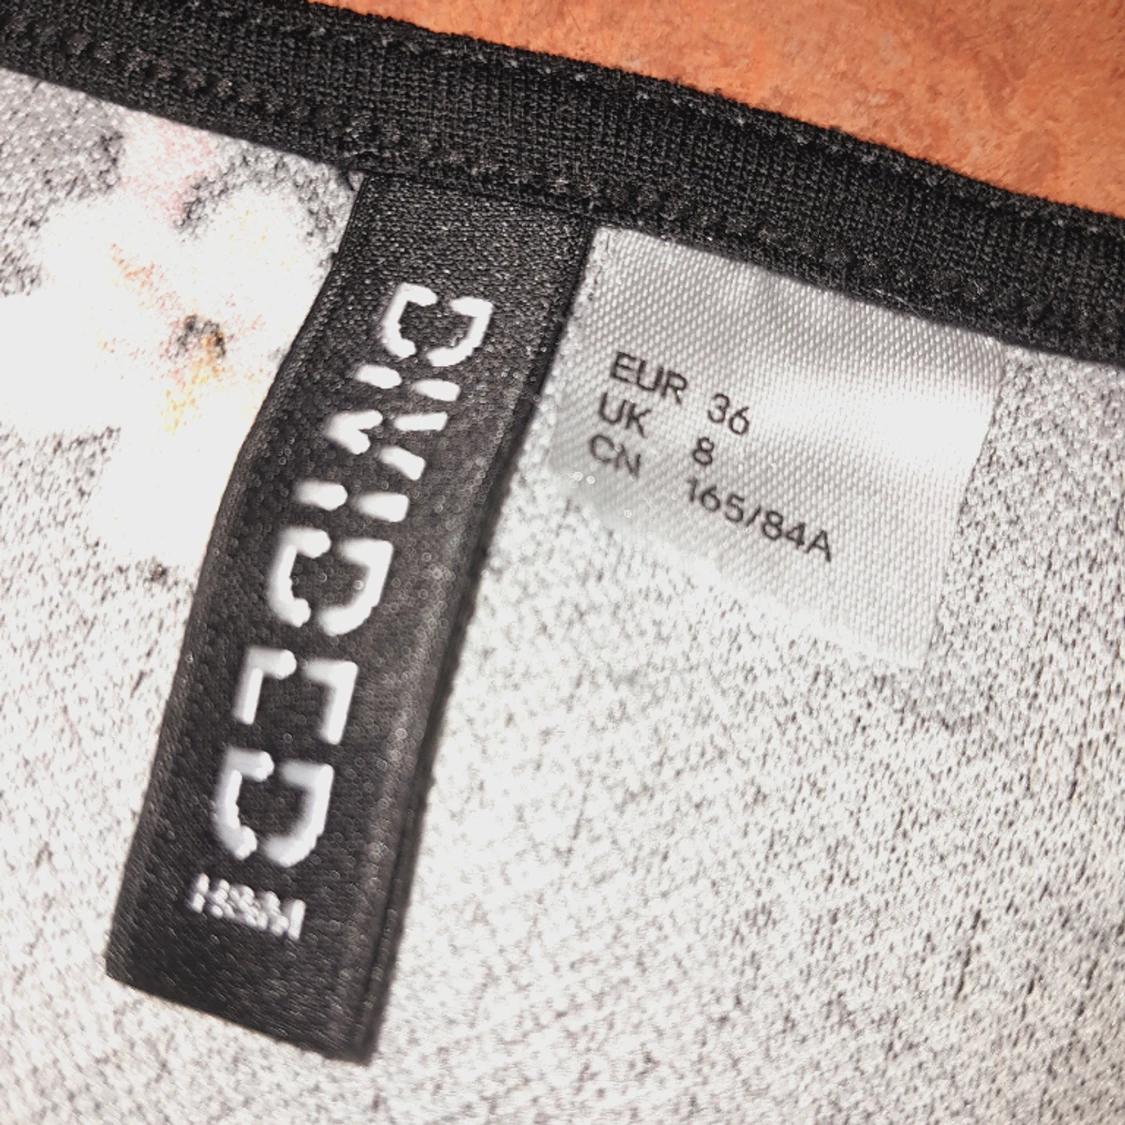 DIVIDED
H&M
EUR 36
UK 8
CN 165/84A